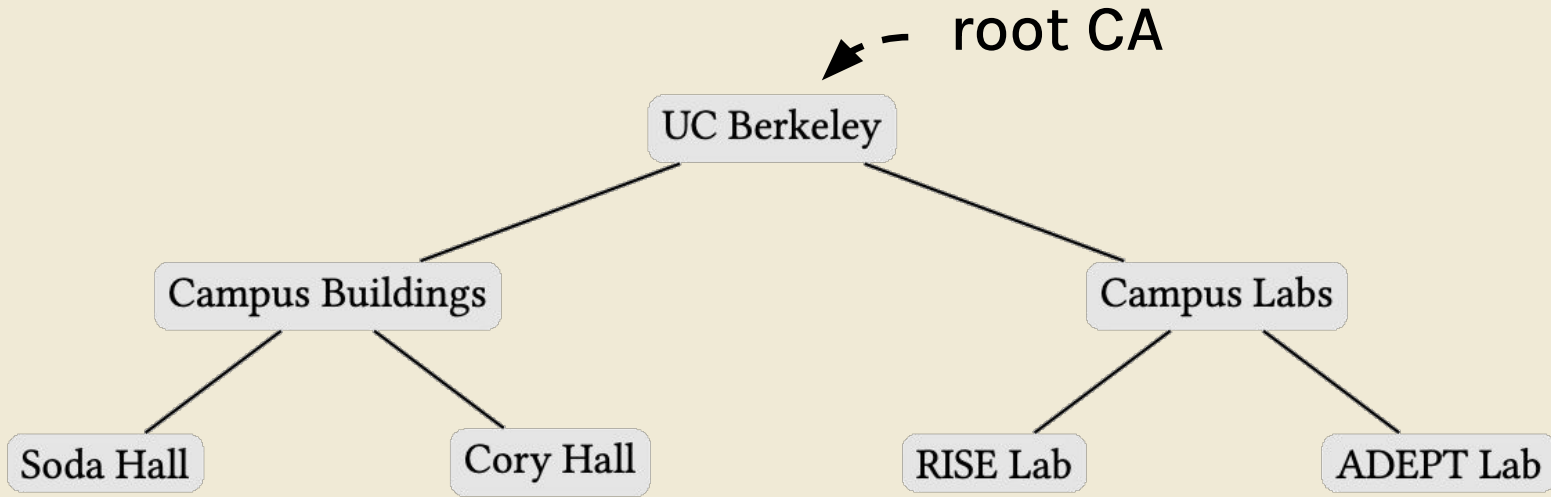 root CA
UC Berkeley
Campus Buildings
Campus Labs
Soda Hall
Cory Hall
RISE Lab
ADEPT Lab